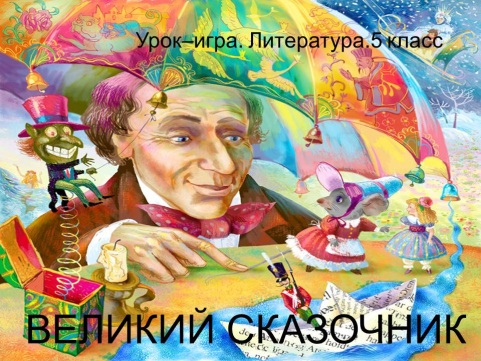 Урок–игра. Литература.5 класс
ВЕЛИКИЙ СКАЗОЧНИК